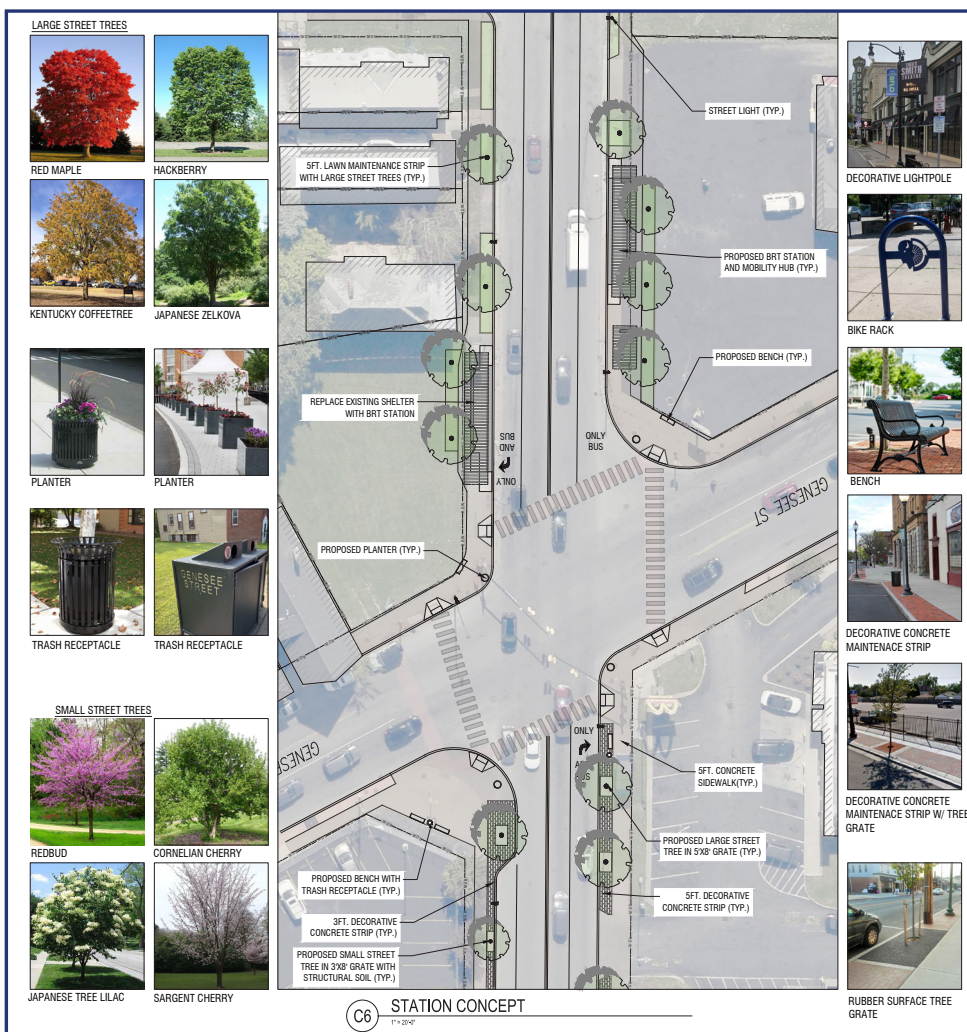 LARGE STREET TREES
RED MAPLE
HACKBERRY
KENTUCKY COFFEETREE
JAPANESE ZELKOVA
PLANTER
PLANTER
GENESEE
STREET
TRASH RECEPTACLE
TRASH RECEPTACLE
SMALL STREET TREES
REDBUD
CORNELIAN CHERRY
JAPANESE TREE LILAC
SARGENT CHERRY
STREET LIGHT (TYP.)
5FT. LAWN MAINTENANCE STRIP
WITH LARGE STREET TREES (TYP.)
PROPOSED BRT STATION
AND MOBILITY HUB (TYP.)
PROPOSED BENCH (TYP.)
REPLACE EXISTING SHELTER
WITH BRT STATION
BUS
AND
ONLY
ONLY
BUS
GENESEE ST
PROPOSED PLANTER (TYP.)
GENESE
ONLY
5FT. CONCRETE
SIDEWALK(TYP.)
PROPOSED LARGE STREET
TREE IN 5'X8' GRATE (TYP.)
PROPOSED BENCH WITH
TRASH RECEPTACLE (TYP.)
5FT. DECORATIVE
CONCRETE STRIP (TYP.)
3FT. DECORATIVE
CONCRETE STRIP (TYP.)
PROPOSED SMALL STREET
TREE IN 3'X8' GRATE WITH
STRUCTURAL SOIL (TYP.)
C6 STATION CONCEPT
1" = 20'-0"
SMITH
DECORATIVE LIGHTPOLE
BIKE RACK
BENCH
DECORATIVE CONCRETE
MAINTENACE STRIP
DECORATIVE CONCRETE
MAINTENACE STRIP W/ TREE
GRATE
RUBBER SURFACE TREE
GRATE